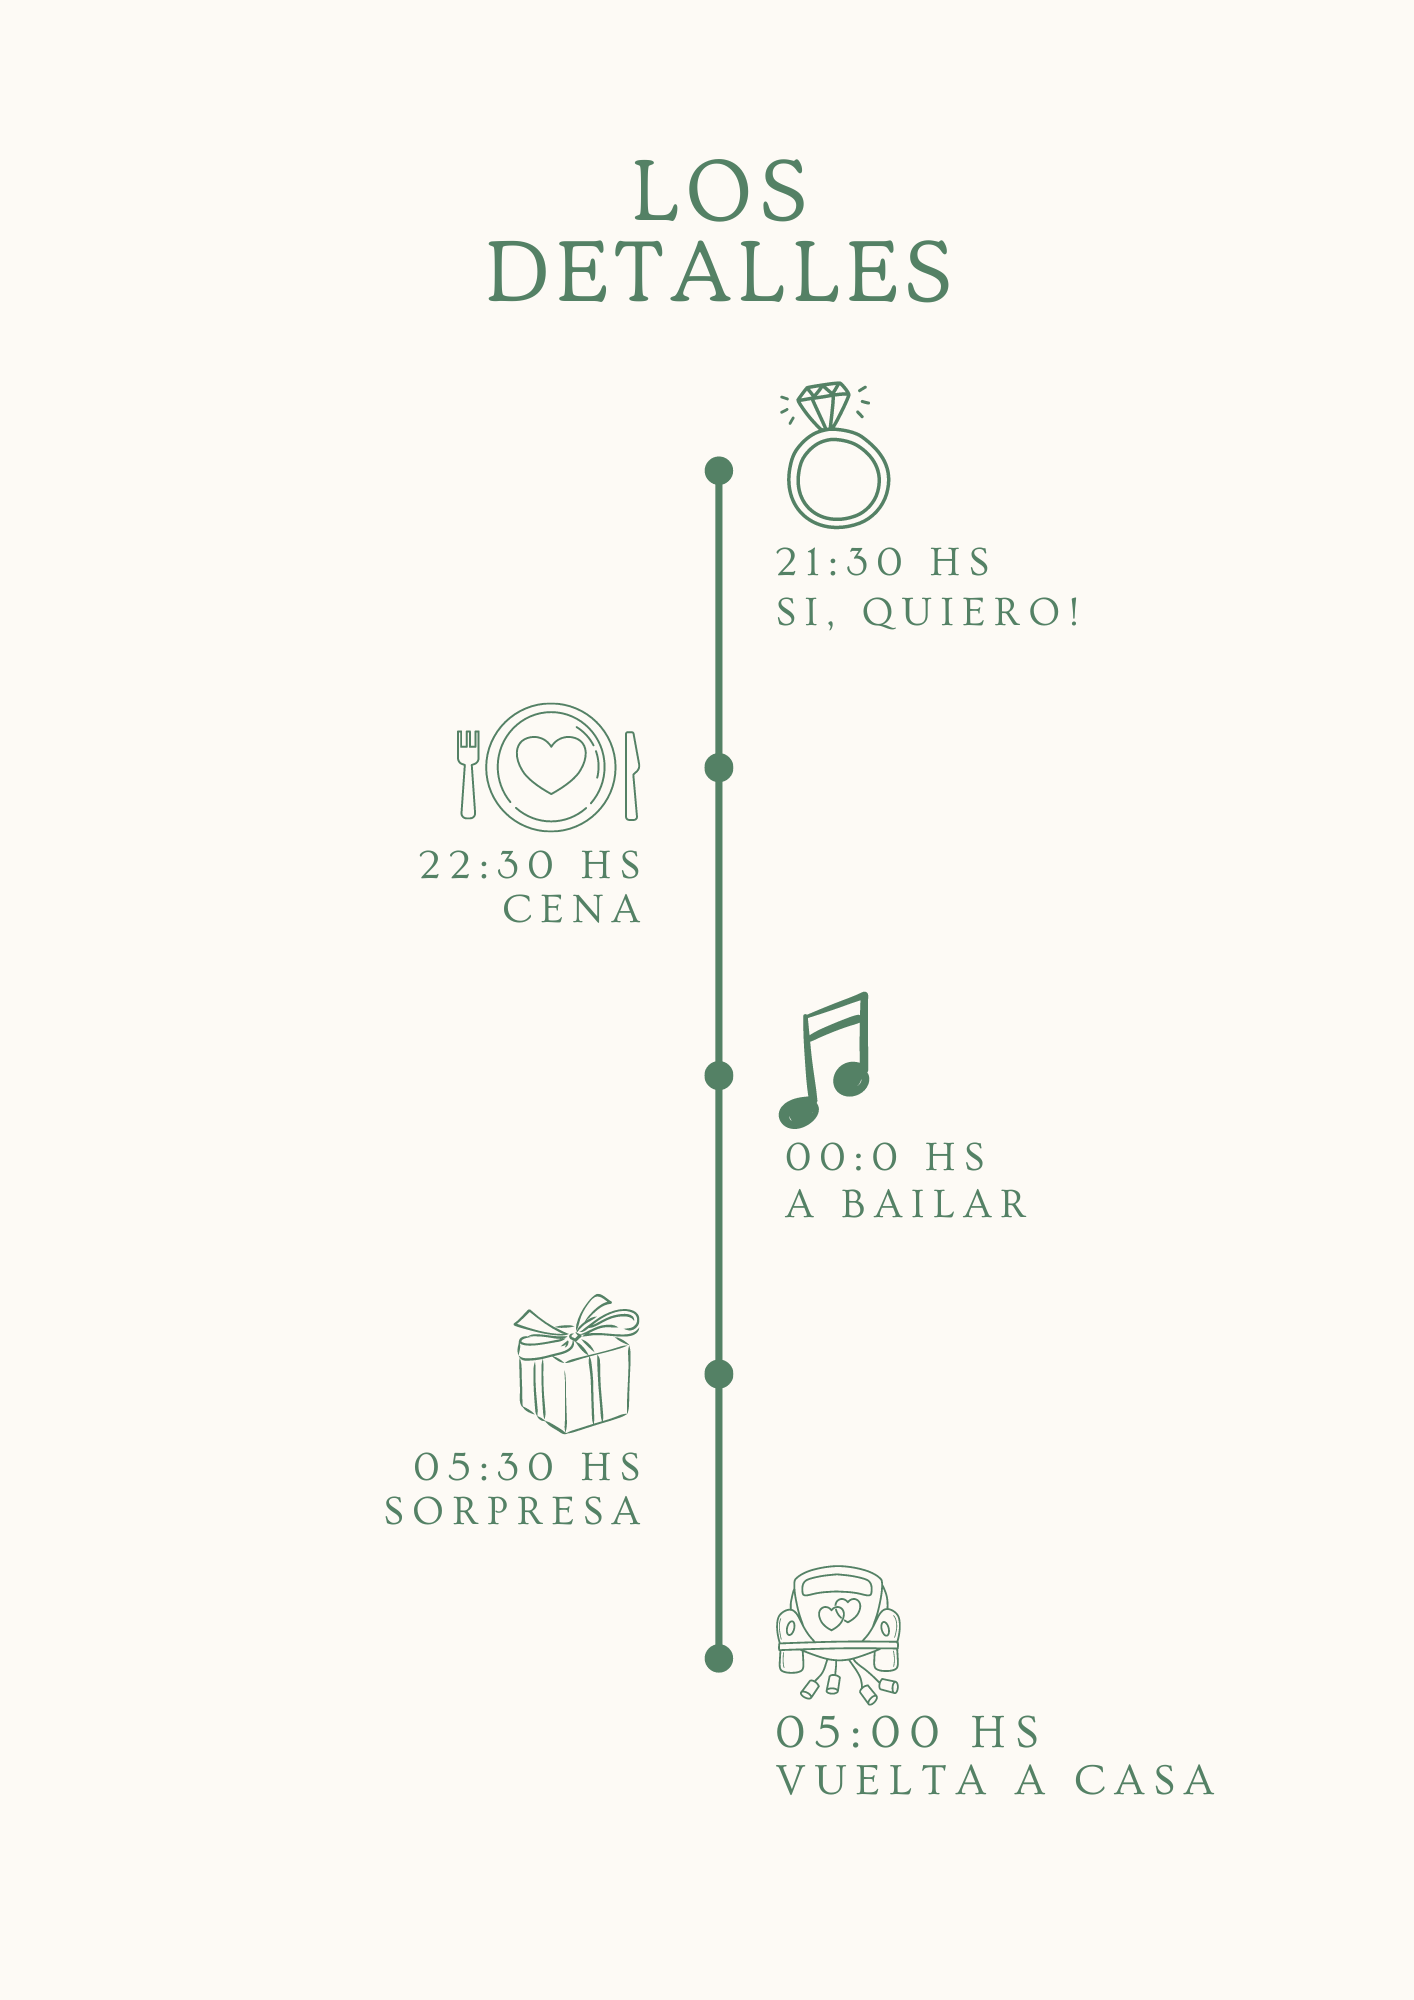 LOS
DETALLES
21:30 HS
SI, QUIERO!
22:30 HS
CENA
00:0 HS
A BAILAR
05:30 HS
SORPRESA
05:00 HS
VUELTA A CASA